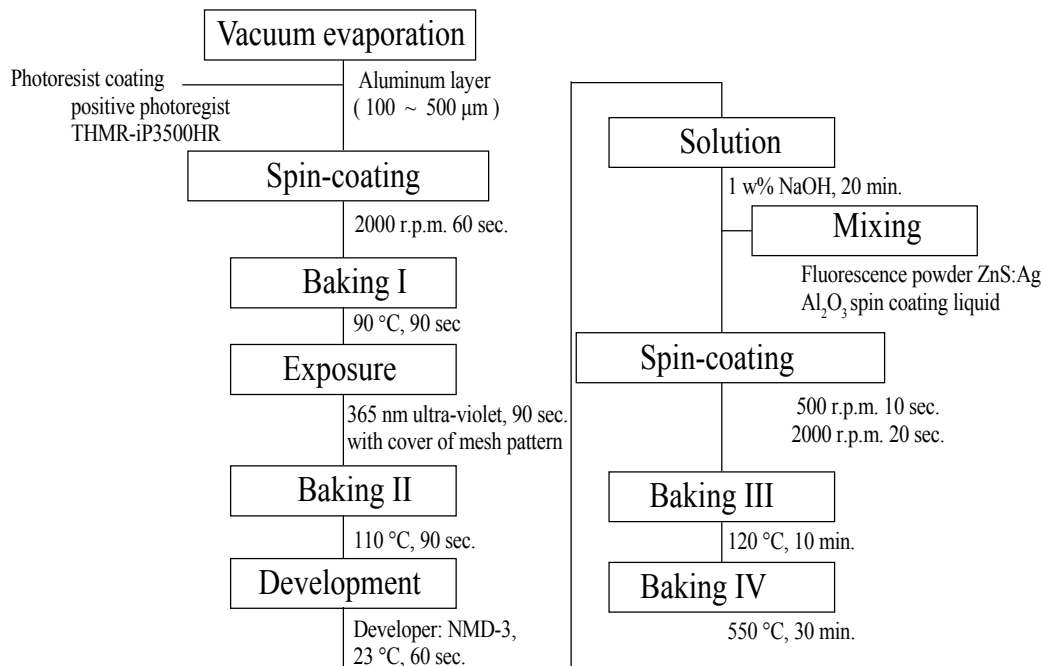 Vacuum evaporation
Photoresist coating
positive photoregist
THMR-iP3500HR
Aluminum layer
( 100 ~ 500 μm )
Spin-coating
2000 r.p.m. 60 sec.
Baking I
90 °C, 90 sec
Exposure
365 nm ultra-violet, 90 sec.
with cover of mesh pattern
Baking II
110 °C, 90 sec.
Development
Developer: NMD-3,
23 °C, 60 sec.
Solution
1 w% NaOH, 20 min.
Mixing
Fluorescence powder ZnS:Ag
Al₂O₃ spin coating liquid
Spin-coating
500 r.p.m. 10 sec.
2000 r.p.m. 20 sec.
Baking III
120 °C, 10 min.
Baking IV
550 °C, 30 min.